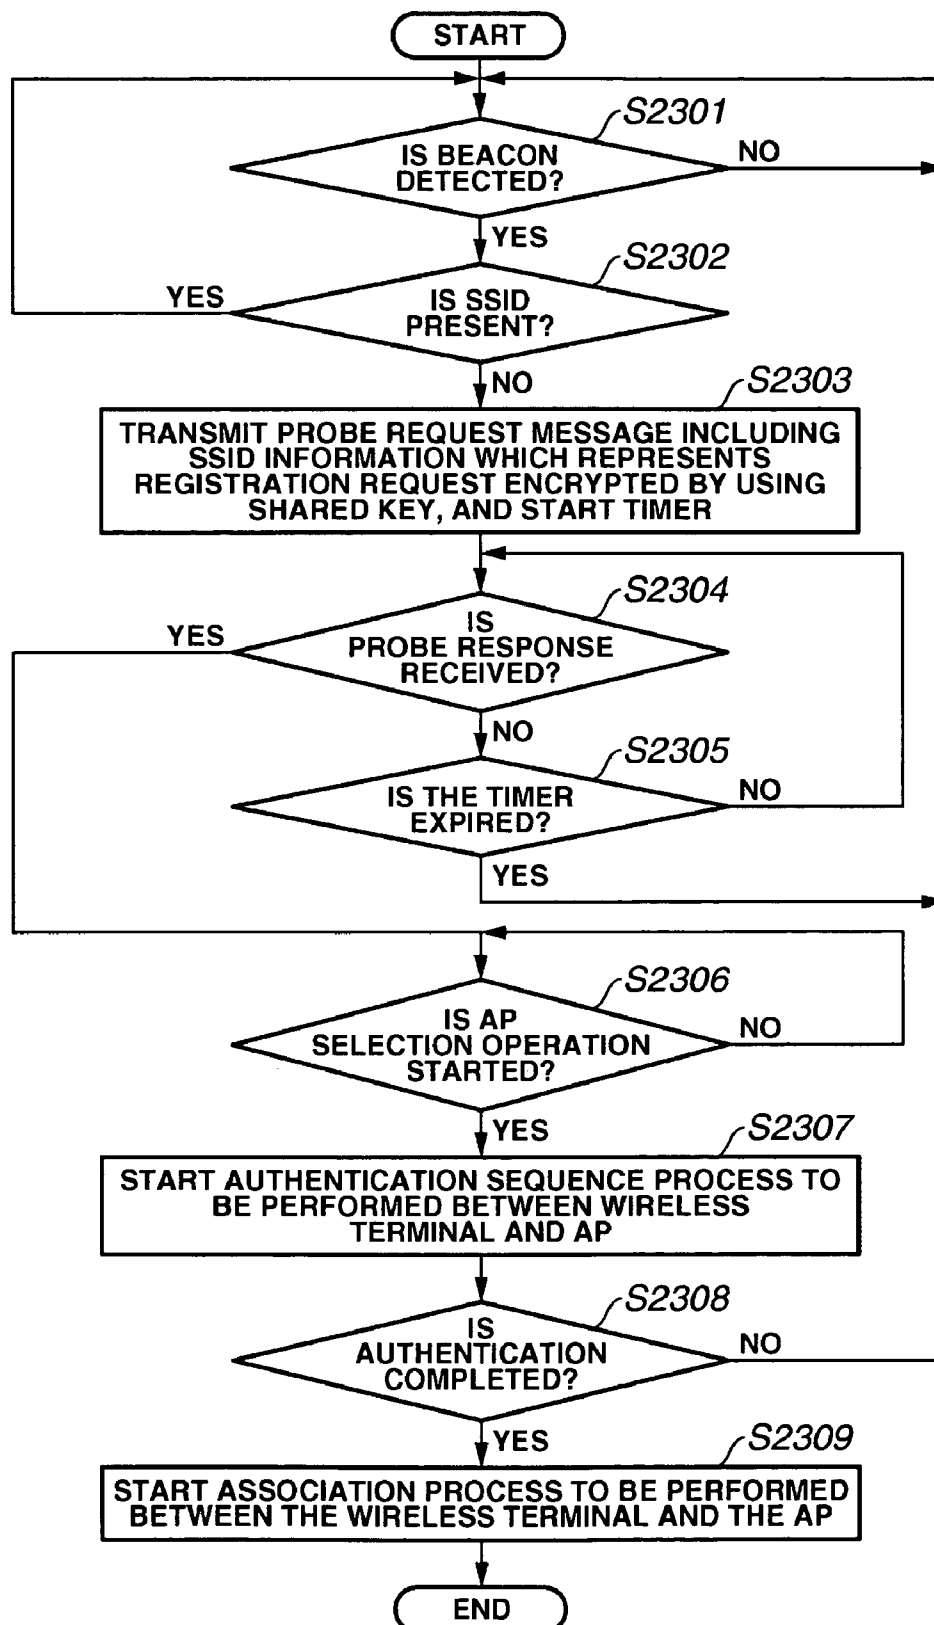 START
S2301
IS BEACON
DETECTED?
NO
YES
S2302
YES
IS SSID
PRESENT?
NO
S2303
TRANSMIT PROBE REQUEST MESSAGE INCLUDING
SSID INFORMATION WHICH REPRESENTS
REGISTRATION REQUEST ENCRYPTED BY USING
SHARED KEY, AND START TIMER
S2304
YES
IS
PROBE RESPONSE
RECEIVED?
NO
S2305
IS THE TIMER
EXPIRED?
NO
YES
S2306
IS AP
SELECTION OPERATION
STARTED?
NO
YES
S2307
START AUTHENTICATION SEQUENCE PROCESS TO
BE PERFORMED BETWEEN WIRELESS
TERMINAL AND AP
S2308
IS
AUTHENTICATION
COMPLETED?
NO
YES
S2309
START ASSOCIATION PROCESS TO BE PERFORMED
BETWEEN THE WIRELESS TERMINAL AND THE AP
END